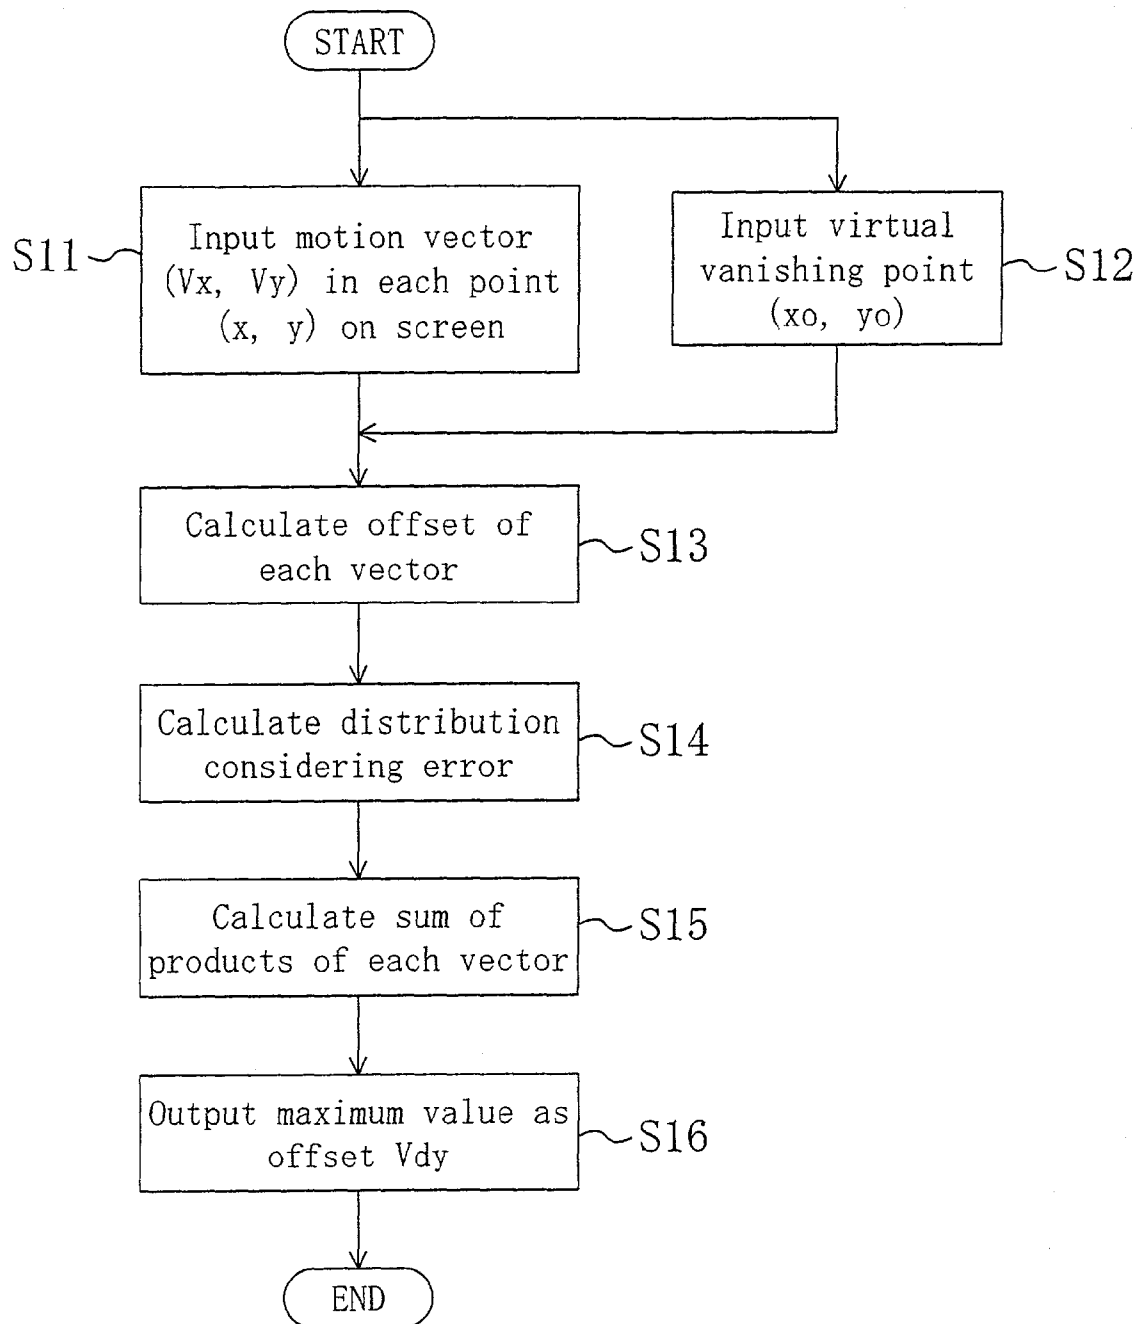 START
S11
Input motion vector
(Vx, Vy) in each point
(x, y) on screen
Input virtual
vanishing point
(xo, yo)
S12
Calculate offset of
each vector
S13
Calculate distribution
considering error
S14
Calculate sum of
products of each vector
S15
Output maximum value as
offset Vdy
S16
END